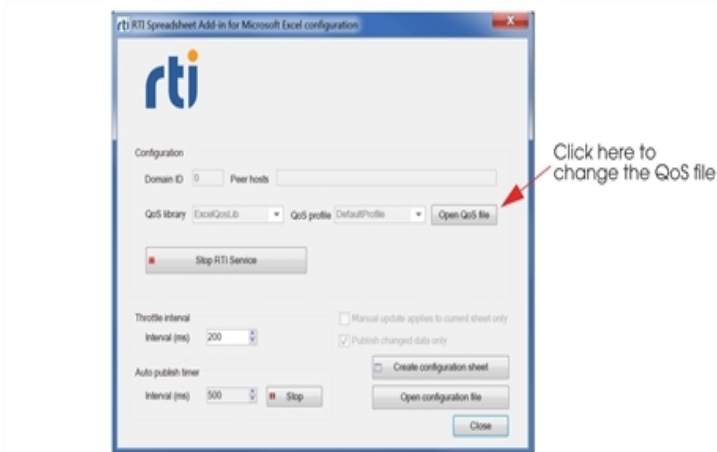 rti RTI Spreadsheet Add-in for Microsoft Excel configuration
X
rti
Configuration
Domain ID 0 Peer hosts
QoS library ExcelQosLib QoS profile DefaultProfile Open QoS file
Click here to
change the QoS file
Stop RTI Service
Throttle interval
Interval (ms) 200
Manual update applies to current sheet only
Publish changed data only
Auto publish timer
Interval (ms) 500 Stop
Create configuration sheet
Open configuration file
Close